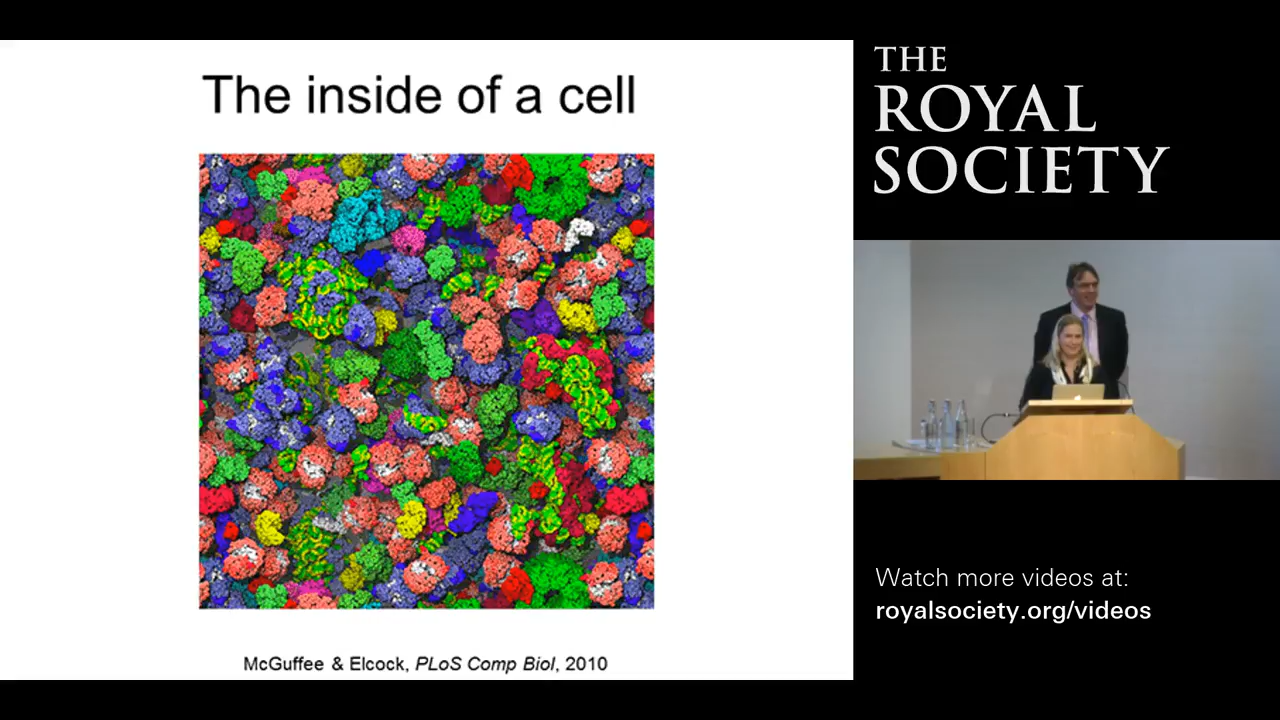 The inside of a cell
McGuffee & Elcock, PLoS Comp Biol, 2010
THE
ROYAL
SOCIETY
Watch more videos at:
royalsociety.org/videos